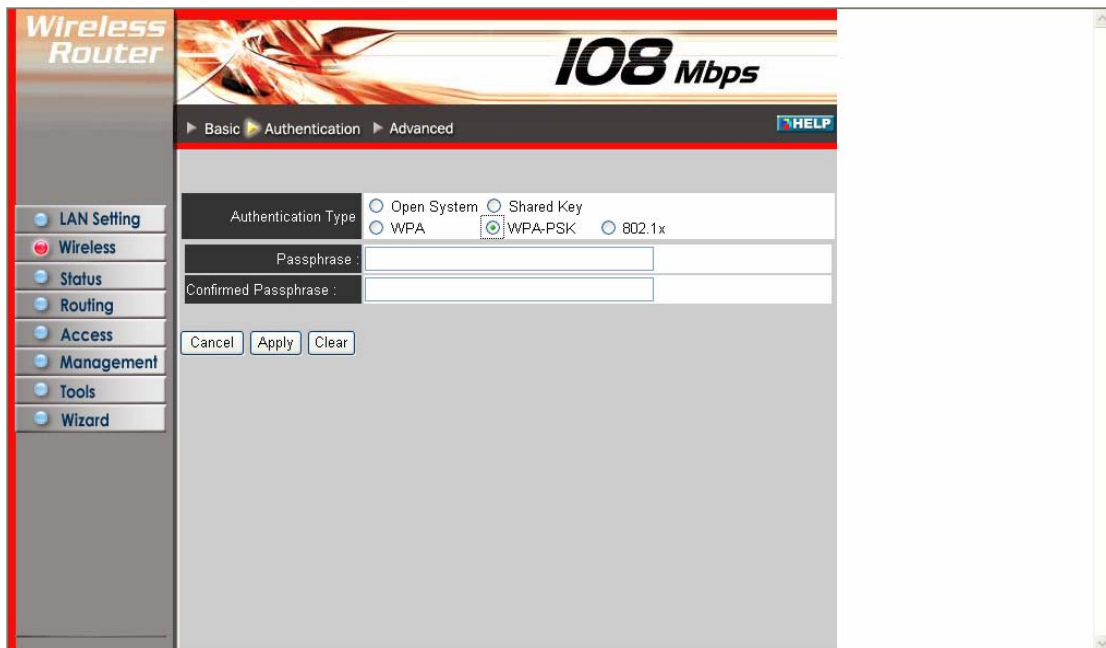 Wireless
Router
108 Mbps
Basic Authentication Advanced
HELP
LAN Setting
Wireless
Status
Routing
Access
Management
Tools
Wizard
Authentication Type
Open System Shared Key
WPA WPA-PSK 802.1x
Passphrase :
Confirmed Passphrase :
Cancel Apply Clear